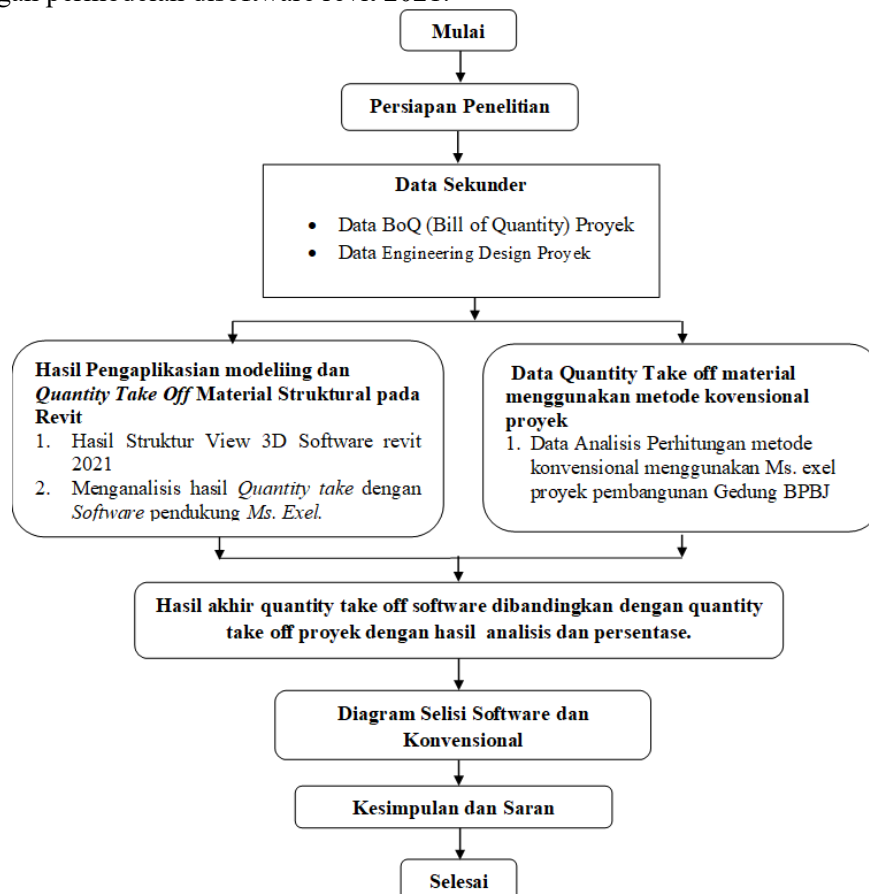 permodelan disoftware revit 2021.
Mulai
Persiapan Penelitian
Data Sekunder
• Data BoQ (Bill of Quantity) Proyek
• Data Engineering Design Proyek
Hasil Pengaplikasian modeliing dan
Quantity Take Off Material Struktural pada
Revit
1. Hasil Struktur View 3D Software revit
2021
2. Menganalisis hasil Quantity take dengan
Software pendukung Ms. Exel.
Data Quantity Take off material
menggunakan metode kovensional
proyek
1. Data Analisis Perhitungan metode
konvensional menggunakan Ms. exel
proyek pembangunan Gedung BPBJ
Hasil akhir quantity take off software dibandingkan dengan quantity
take off proyek dengan hasil analisis dan persentase.
Diagram Selisi Software dan
Konvensional
Kesimpulan dan Saran
Selesai